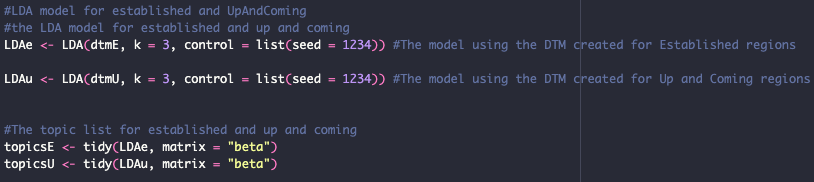 #LDA model for established and UpAndComing
#the LDA model for established and up and coming
LDAe <- LDA(dtmE, k = 3, control = list(seed = 1234)) #The model using the DTM created for Established regions
LDAu <- LDA(dtmU, k = 3, control = list(seed = 1234)) #The model using the DTM created for Up and Coming regions
#The topic list for established and up and coming
topicsE <- tidy(LDAe, matrix = "beta")
topicsU <- tidy(LDAu, matrix = "beta")